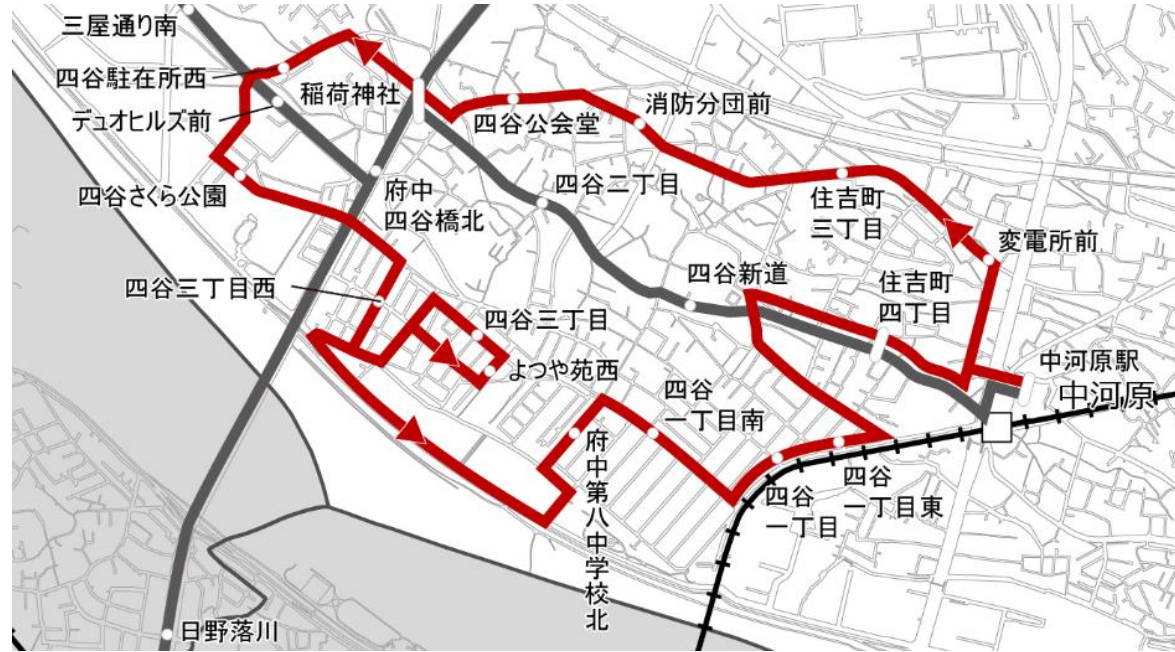 三屋通り南
四谷駐在所西
デュオヒルズ前
稲荷神社
四谷公会堂
消防分団前
四谷さくら公園
府中
四谷橋北
四谷二丁目
住吉町
三丁目
変電所前
四谷三丁目西
四谷新道
住吉町
四丁目
四谷三丁目
よつや苑西
中河原駅
中河原
四谷
一丁目南
府中第八中学校北
四谷
一丁目
四谷
一丁目東
日野落川